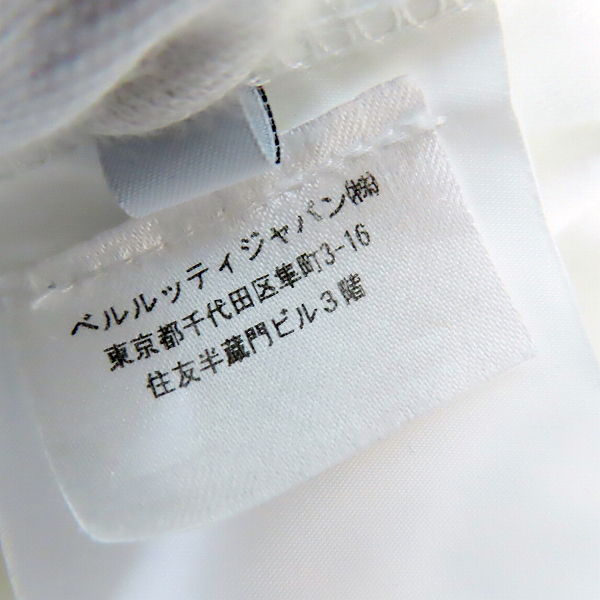 ベルルッティジャパン㈱
東京都千代田区隼町3-16
住友半蔵門ビル3階